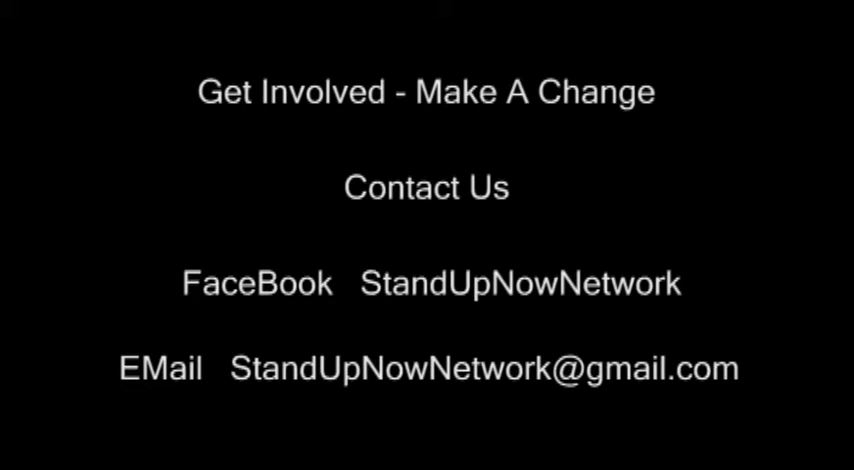 Get Involved - Make A Change
Contact Us
FaceBook StandUpNowNetwork
EMail StandUpNowNetwork@gmail.com